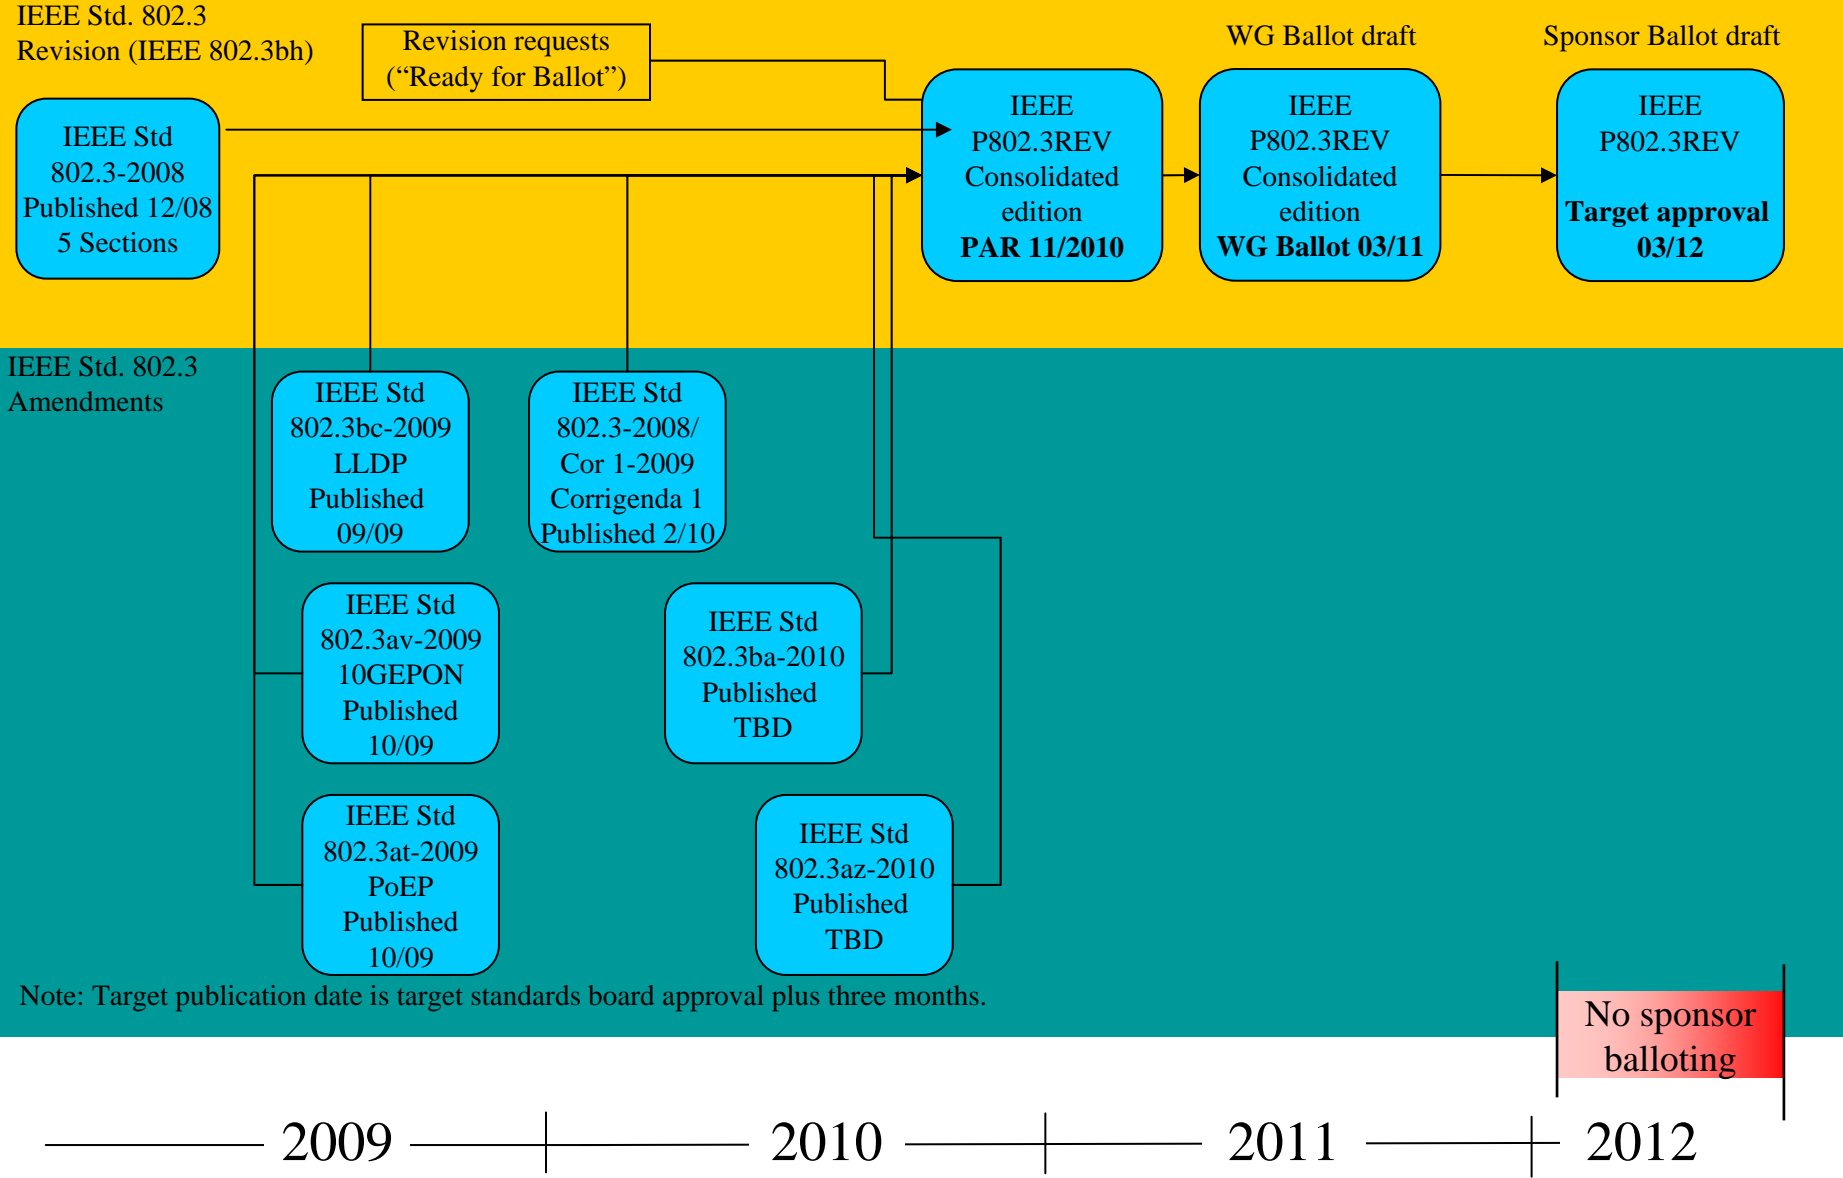 IEEE Std. 802.3
Revision (IEEE 802.3bh)
Revision requests
(“Ready for Ballot”)
WG Ballot draft
Sponsor Ballot draft
IEEE Std
802.3-2008
Published 12/08
5 Sections
IEEE
P802.3REV
Consolidated
edition
PAR 11/2010
IEEE
P802.3REV
Consolidated
edition
WG Ballot 03/11
IEEE
P802.3REV
Target approval
03/12
IEEE Std. 802.3
Amendments
IEEE Std
802.3bc-2009
LLDP
Published
09/09
IEEE Std
802.3-2008/
Cor 1-2009
Corrigenda 1
Published 2/10
IEEE Std
802.3av-2009
10GEPON
Published
10/09
IEEE Std
802.3ba-2010
Published
TBD
IEEE Std
802.3at-2009
PoEP
Published
10/09
IEEE Std
802.3az-2010
Published
TBD
Note: Target publication date is target standards board approval plus three months.
No sponsor
balloting
2009
2010
2011
2012